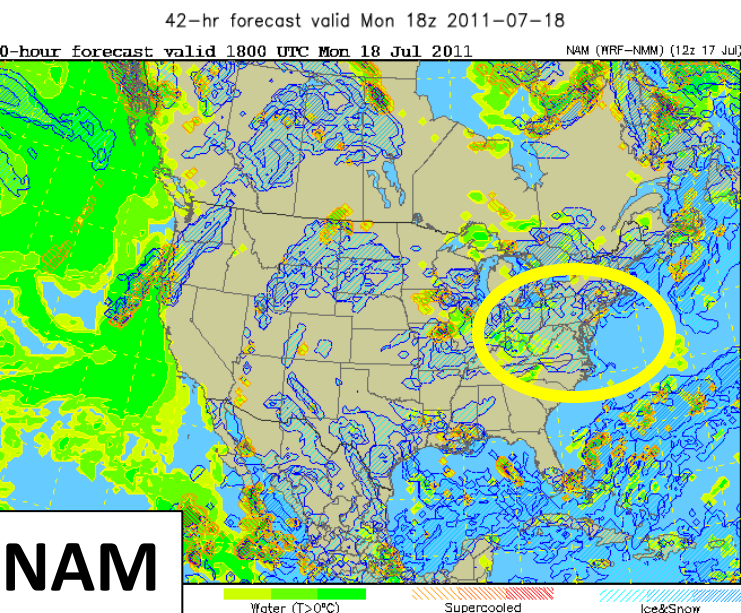 42-hr forecast valid Mon 18z 2011-07-18
0-hour forecast valid 1800 UTC Mon 18 Jul 2011 NAM (WRF-NMM) (12z 17 Jul)
NAM
Water (T>0°C) Supercooled Ice&Snow